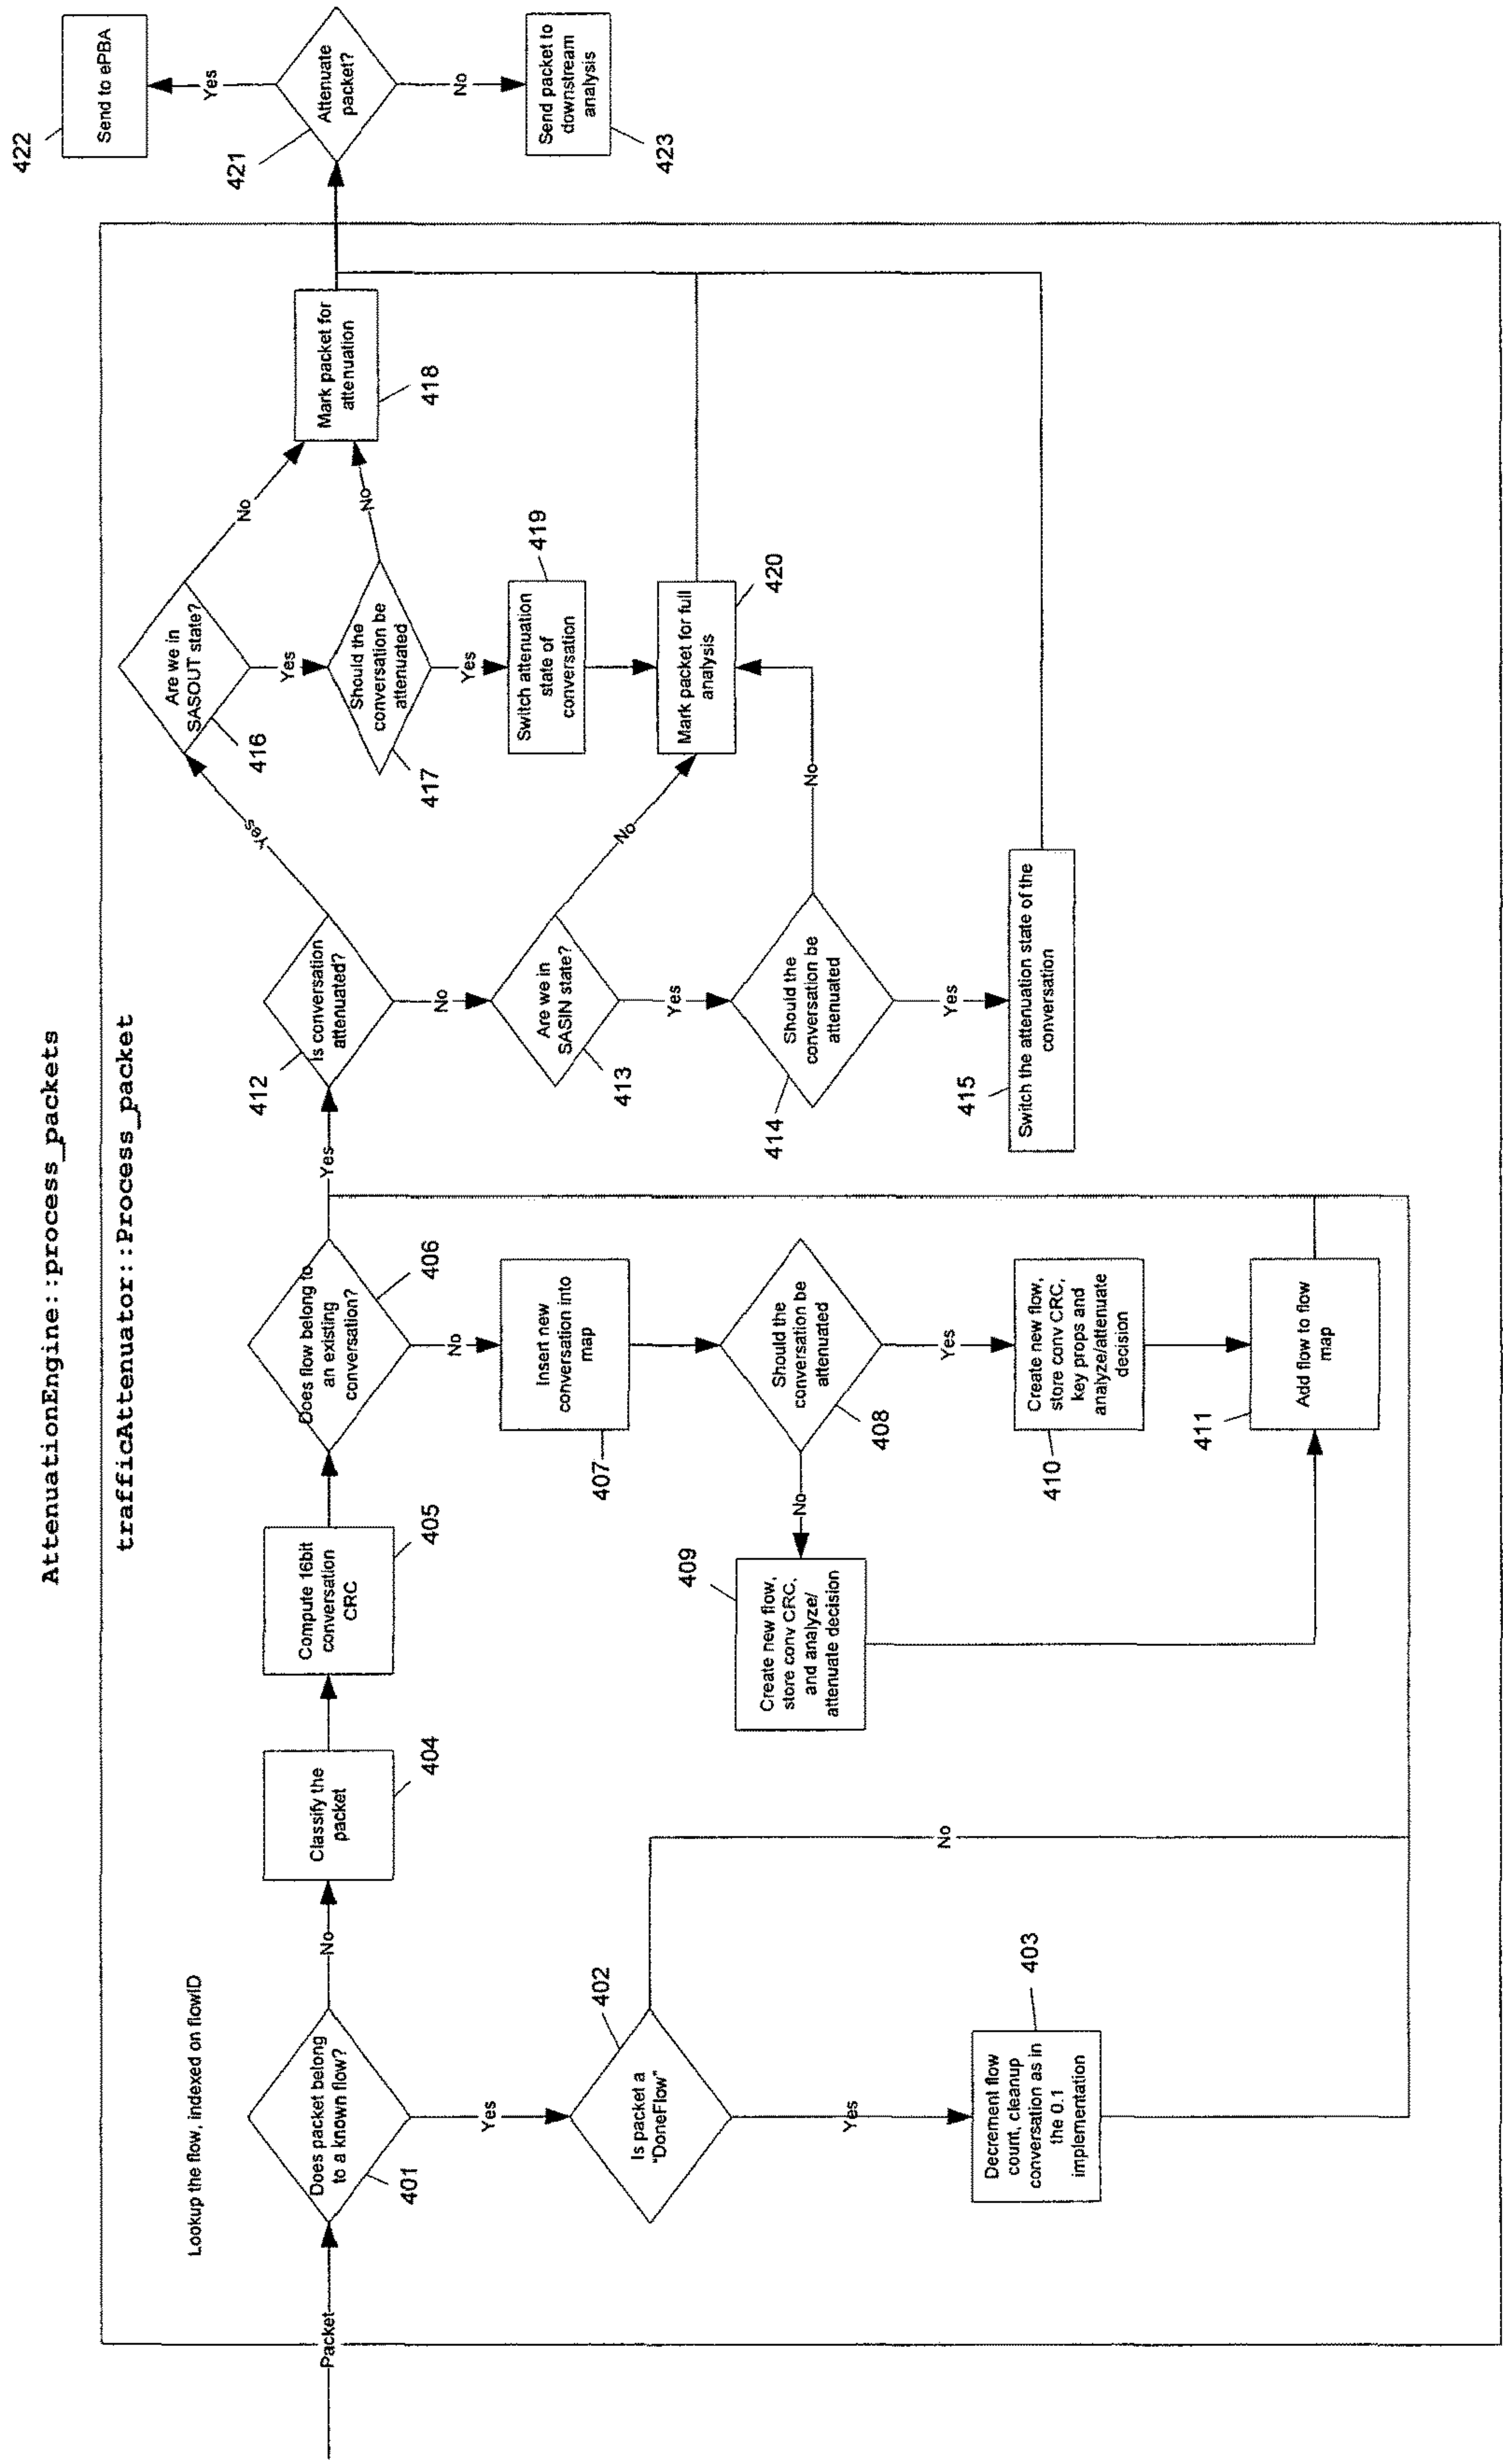 AttenuationEngine::process_packets
trafficAttenuator::Process_packet
Lookup the flow, indexed on flowID
Packet
Does packet belong
to a known flow?
401
No
Yes
Is packet a
"DoneFlow"
402
No
Yes
Decrement flow
count, cleanup
conversation as in
the 0.1
implementation
403
Classify the
packet
404
Compute 16bit
conversation
CRC
405
Does flow belong to
an existing
conversation?
406
Yes
No
Insert new
conversation into
map
407
Should the
conversation be
attenuated
408
No
Yes
Create new flow,
store conv CRC,
and analyze/
attenuate decision
409
Create new flow,
store conv CRC,
key props and
analyze/attenuate
decision
410
Add flow to flow
map
411
Is conversation
attenuated?
412
Yes
No
Are we in
SASIN state?
413
No
Yes
Should the
conversation be
attenuated
414
No
Yes
Switch the attenuation state of the
conversation
415
Are we in
SASOUT state?
416
No
Yes
Should the
conversation be
attenuated
417
No
Yes
Mark packet for
attenuation
418
Switch attenuation
state of
conversation
419
Mark packet for full
analysis
420
Attenuate
packet?
421
Yes
No
Send to ePBA
422
Send packet to
downstream
analysis
423